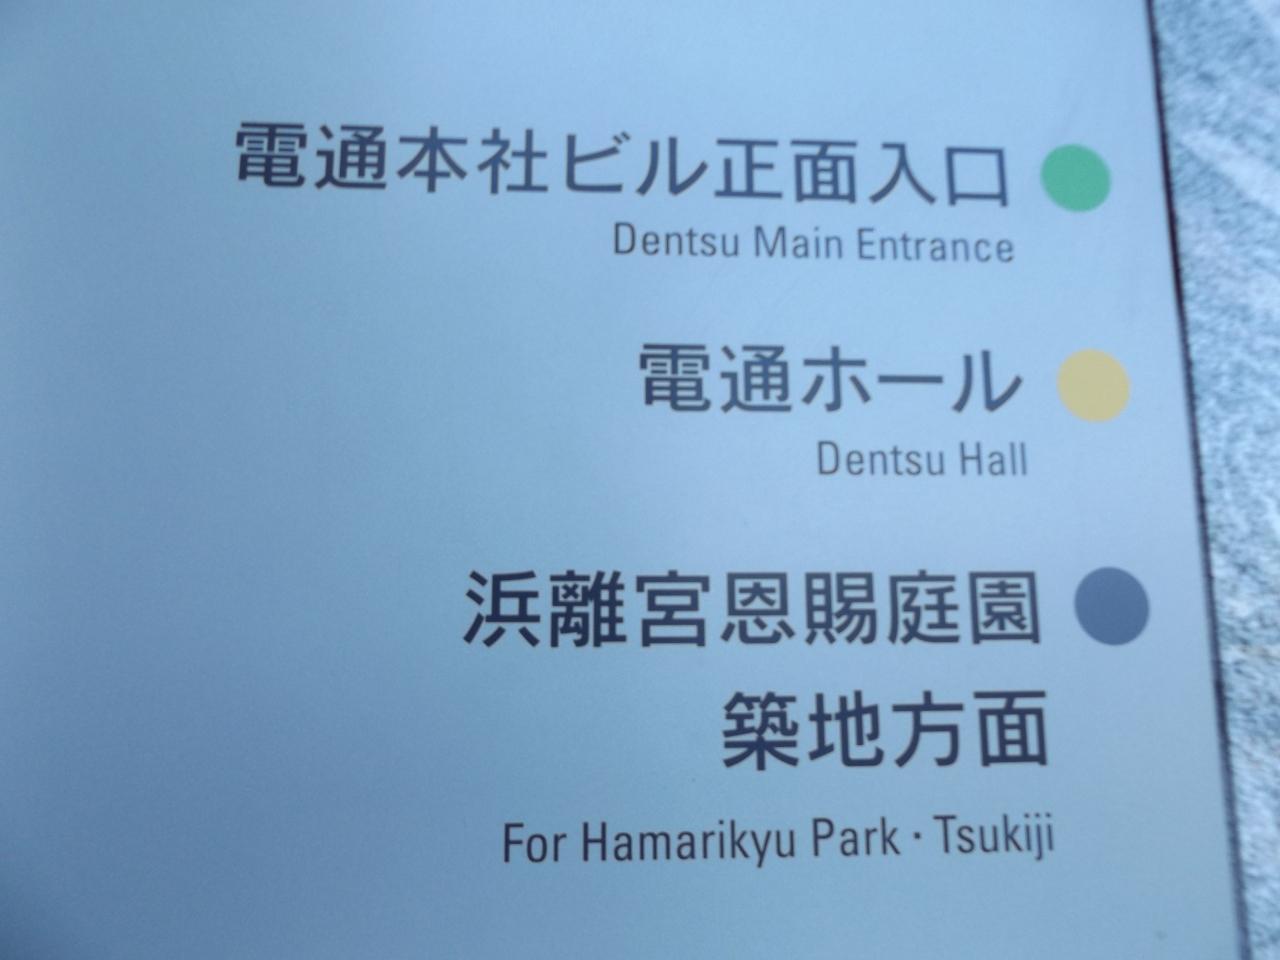 電通本社ビル正面入口
Dentsu Main Entrance
電通ホール
Dentsu Hall
浜離宮恩賜庭園
築地方面
For Hamarikyu Park・Tsukiji